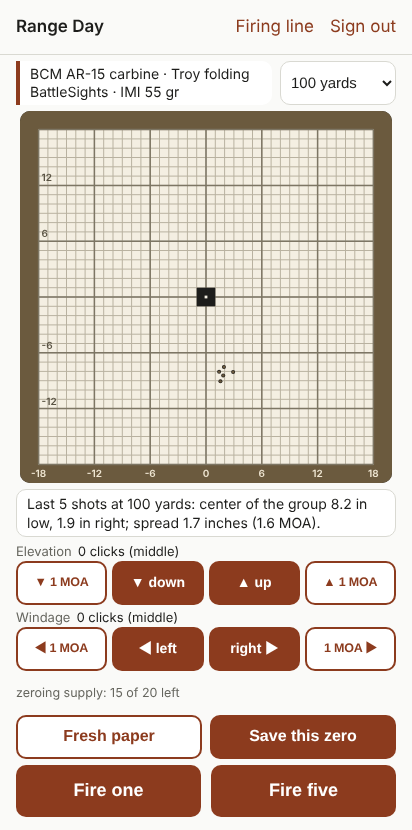 Range Day
Firing line
Sign out
BCM AR-15 carbine · Troy folding
BattleSights · IMI 55 gr
100 yards
12
6
-6
-12
-18 -12 -6 0 6 12 18
Last 5 shots at 100 yards: center of the group 8.2 in
low, 1.9 in right; spread 1.7 inches (1.6 MOA).
Elevation 0 clicks (middle)
▼ 1 MOA
▼ down
▲ up
▲ 1 MOA
Windage 0 clicks (middle)
◀ 1 MOA
◀ left
right ▶
1 MOA ▶
zeroing supply: 15 of 20 left
Fresh paper
Save this zero
Fire one
Fire five